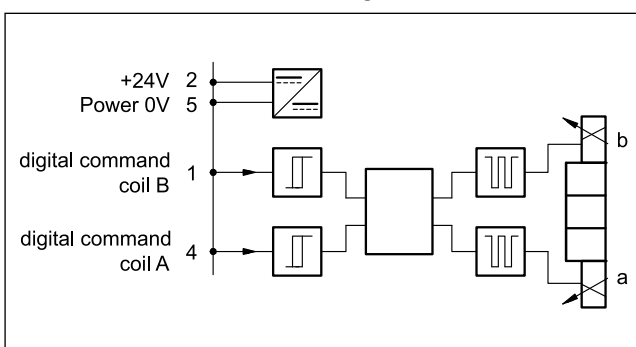 +24V 2
Power 0V 5
digital command
coil B 1
digital command
coil A 4
b
a